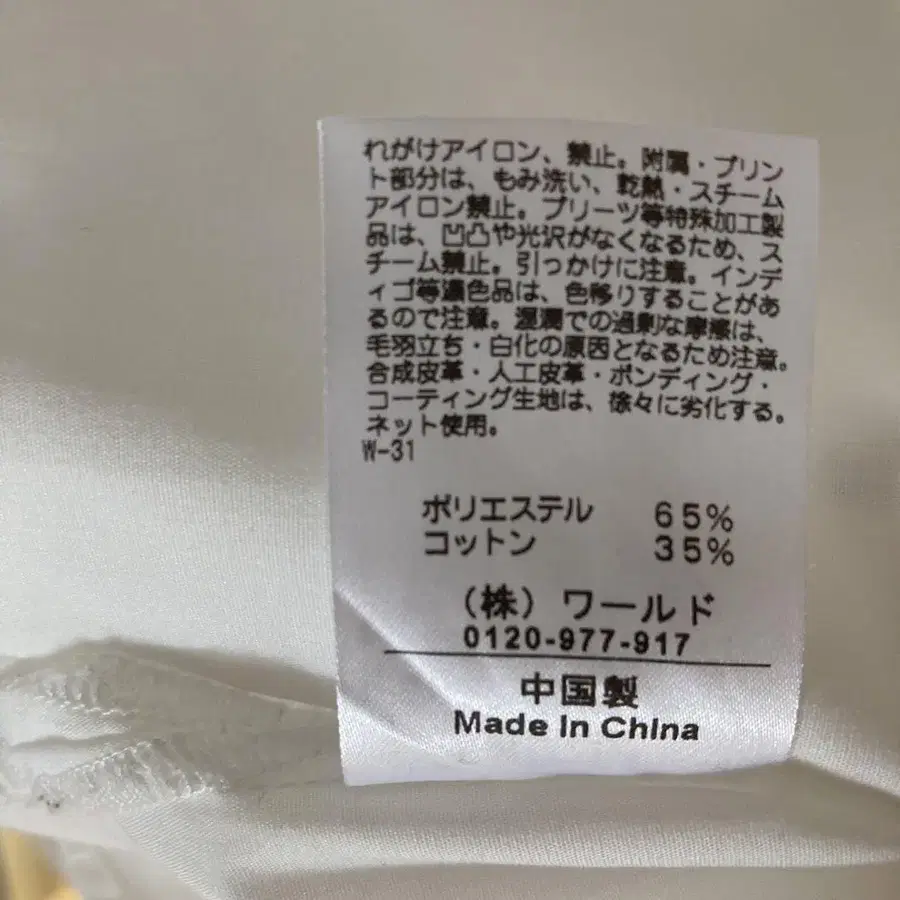 れがけアイロン、禁止。附属・プリン
ト部分は、もみ洗い、乾熱・スチーム
アイロン禁止。プリーツ等特殊加工製
品は、凹凸や光沢がなくなるため、ス
チーム禁止。引っかけに注意。インデ
ィゴ等濃色品は、色移りすることがあ
るので注意。湿潤での過剰な摩擦は、
毛羽立ち・白化の原因となるため注意。
合成皮革・人工皮革・ボンディング・
コーティング生地は、徐々に劣化する。
ネット使用。
W-31
ポリエステル 65%
コットン 35%
(株) ワールド
0120-977-917
中国製
Made In China